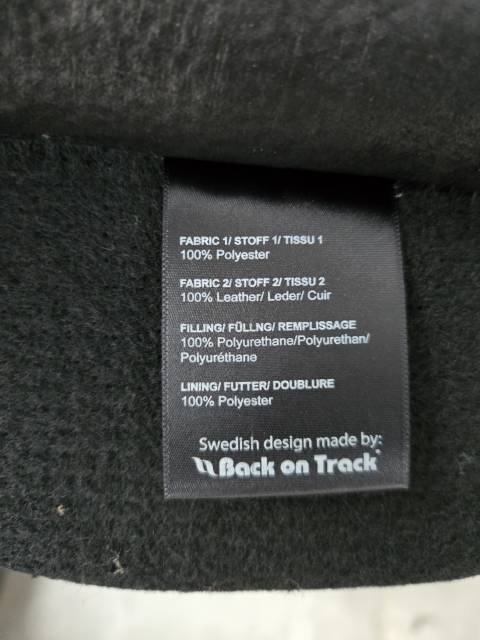 FABRIC 1/ STOFF 1/ TISSU 1
100% Polyester
FABRIC 2/ STOFF 2/ TISSU 2
100% Leather/ Leder/ Cuir
FILLING/ FÜLLNG/ REMPLISSAGE
100% Polyurethane/Polyurethan/
Polyuréthane
LINING/ FUTTER/ DOUBLURE
100% Polyester
Swedish design made by:
Back on Track®